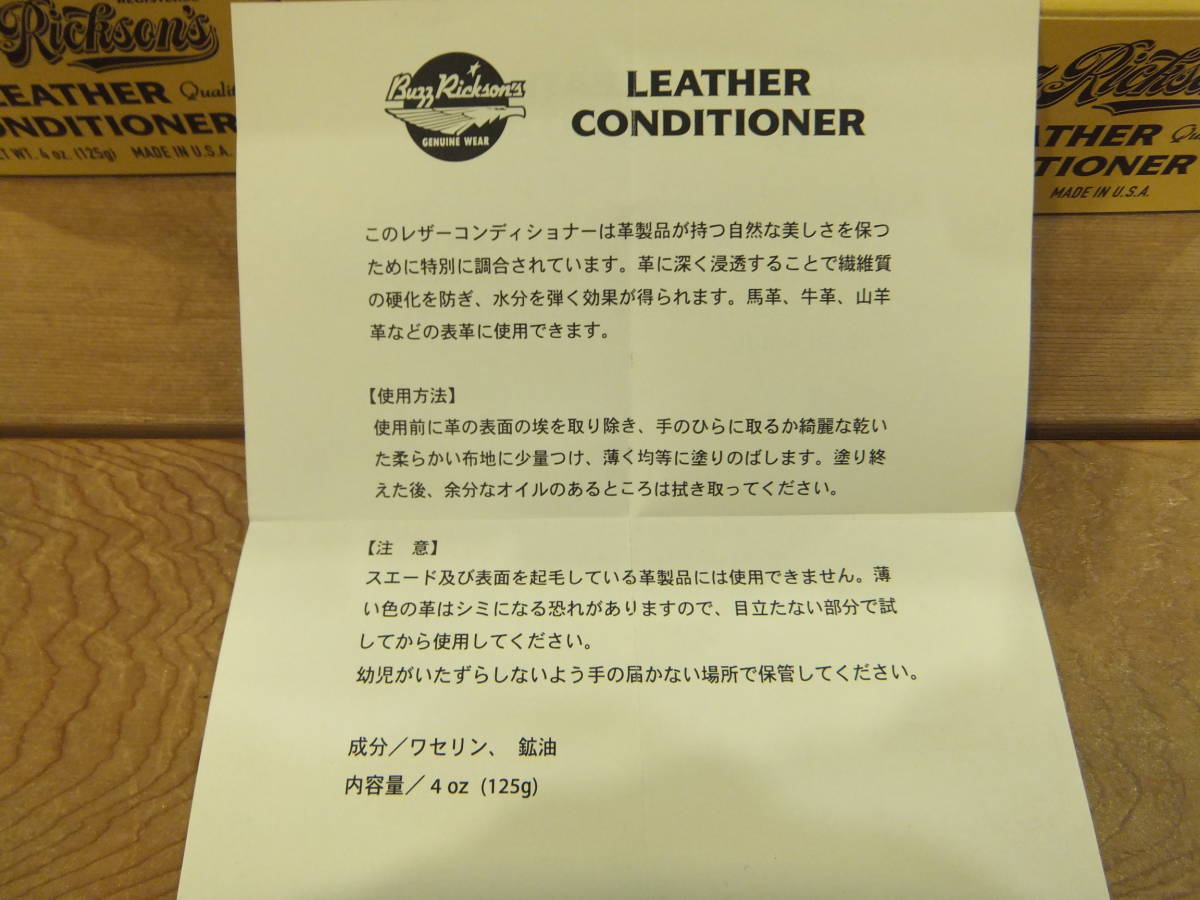 REGISTERED
Rickson's
LEATHER Quality
CONDITIONER
NET WT. 4 oz. (125g) MADE IN U.S.A.
Buzz Rickson's
GENUINE WEAR
LEATHER
CONDITIONER
Rickson's
ATHER
TIONER
MADE IN U.S.A.
このレザーコンディショナーは革製品が持つ自然な美しさを保つ
ために特別に調合されています。革に深く浸透することで繊維質
の硬化を防ぎ、水分を弾く効果が得られます。馬革、牛革、山羊
革などの表革に使用できます。
【使用方法】
使用前に革の表面の埃を取り除き、手のひらに取るか綺麗な乾い
た柔らかい布地に少量つけ、薄く均等に塗りのばします。塗り終
えた後、余分なオイルのあるところは拭き取ってください。
【注　意】
スエード及び表面を起毛している革製品には使用できません。薄
い色の革はシミになる恐れがありますので、目立たない部分で試
してから使用してください。
幼児がいたずらしないよう手の届かない場所で保管してください。
成分／ワセリン、 鉱油
内容量／ 4 oz (125g)